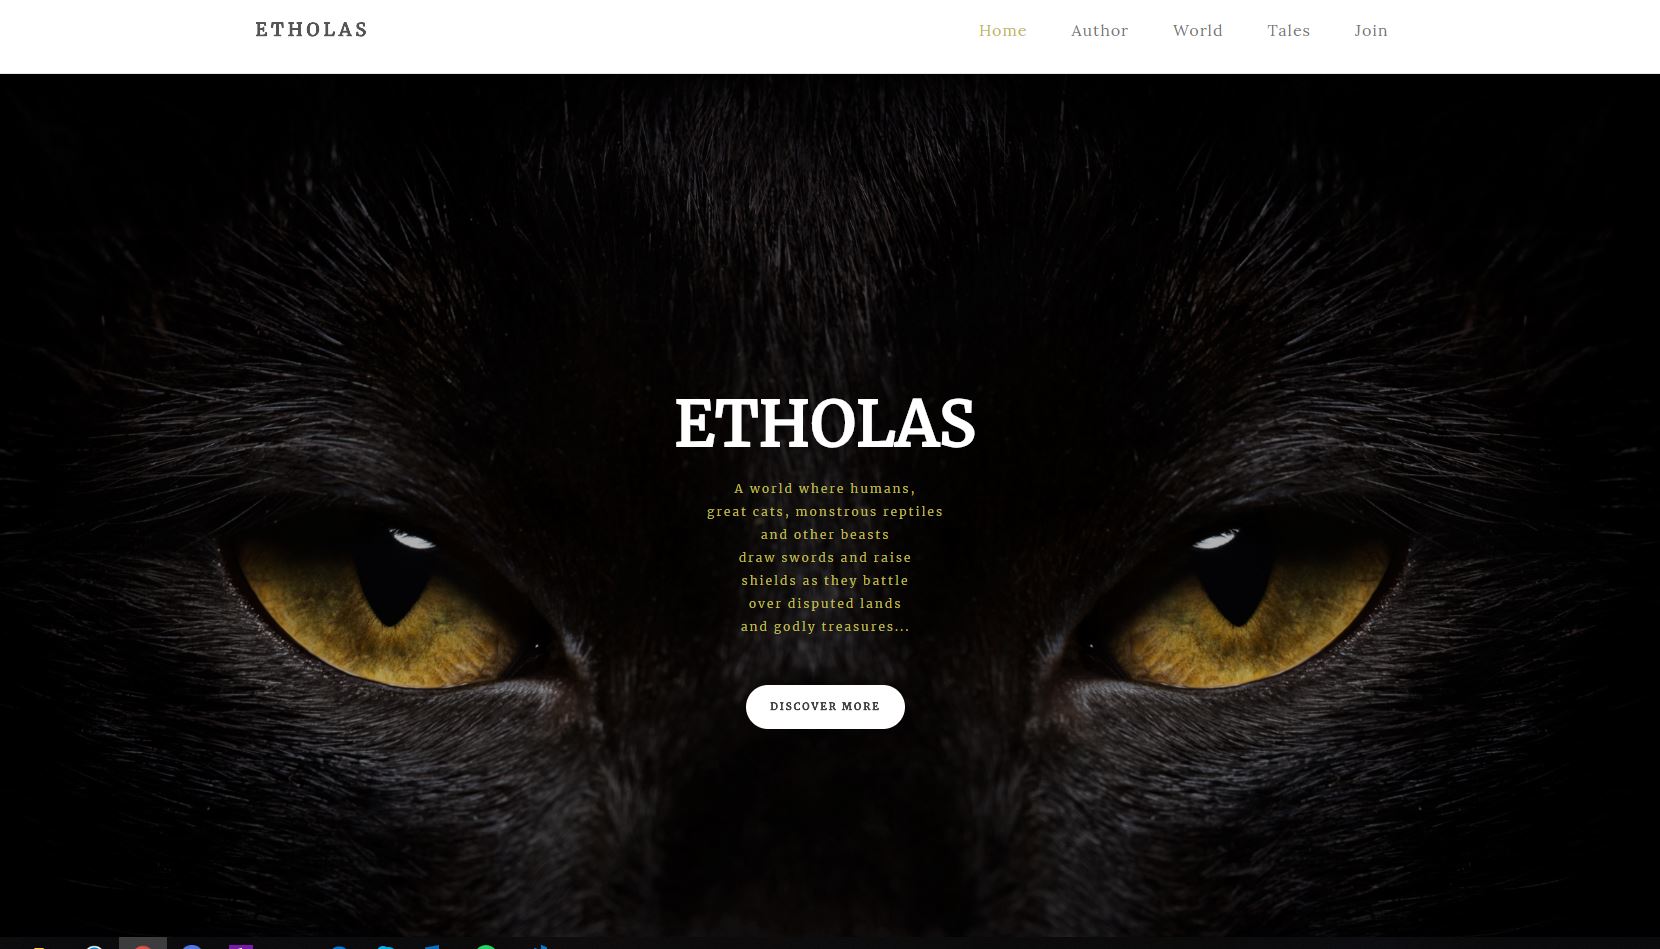 ETHOLAS
Home Author World Tales Join
ETHOLAS
A world where humans,
great cats, monstrous reptiles
and other beasts
draw swords and raise
shields as they battle
over disputed lands
and godly treasures...
DISCOVER MORE